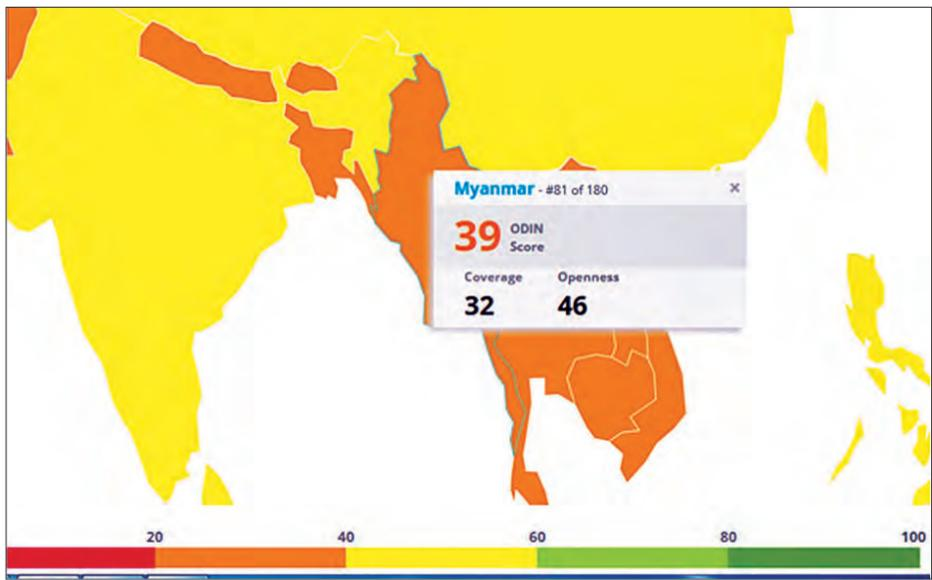 Myanmar - #81 of 180 ×
39 ODIN
Score
Coverage Openness
32 46
20 40 60 80 100